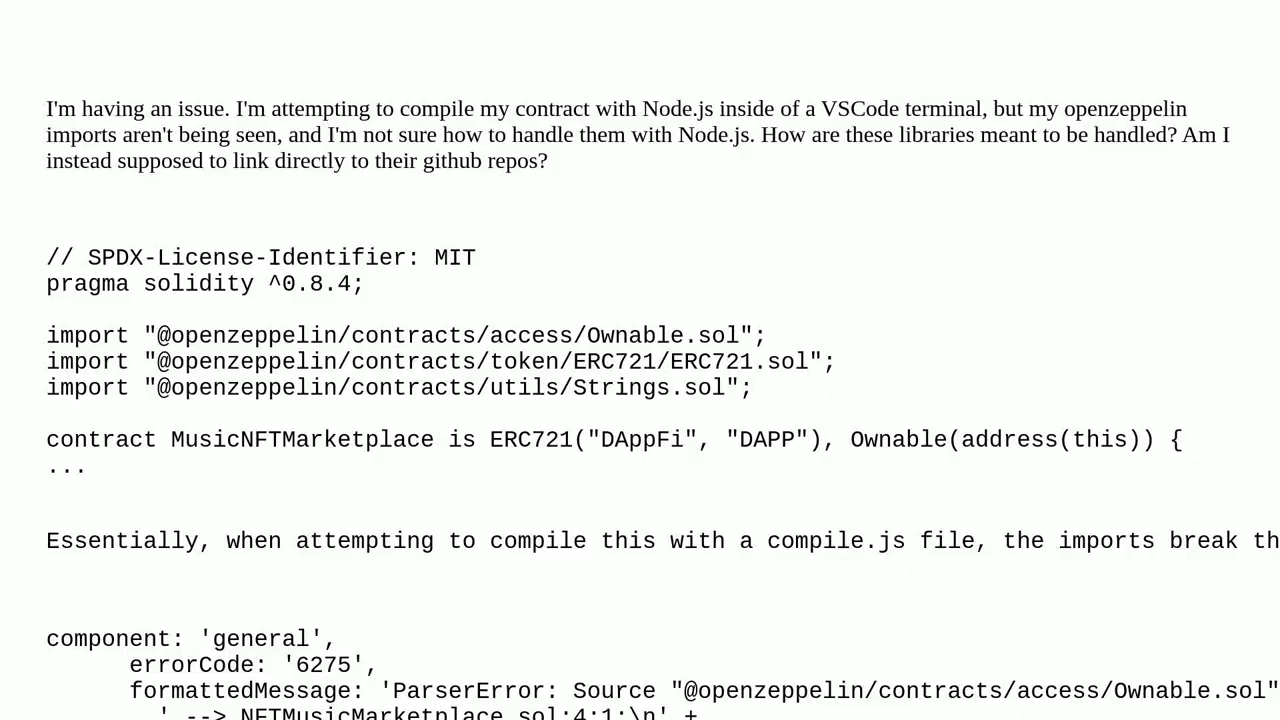 I'm having an issue. I'm attempting to compile my contract with Node.js inside of a VSCode terminal, but my openzeppelin
imports aren't being seen, and I'm not sure how to handle them with Node.js. How are these libraries meant to be handled? Am I
instead supposed to link directly to their github repos?
// SPDX-License-Identifier: MIT
pragma solidity ^0.8.4;
import "@openzeppelin/contracts/access/Ownable.sol";
import "@openzeppelin/contracts/token/ERC721/ERC721.sol";
import "@openzeppelin/contracts/utils/Strings.sol";
contract MusicNFTMarketplace is ERC721("DAppFi", "DAPP"), Ownable(address(this)) {
...
Essentially, when attempting to compile this with a compile.js file, the imports break th
component: 'general',
errorCode: '6275',
formattedMessage: 'ParserError: Source "@openzeppelin/contracts/access/Ownable.sol"
' --> NFTMusicMarketplace.sol:4:1:\n' +